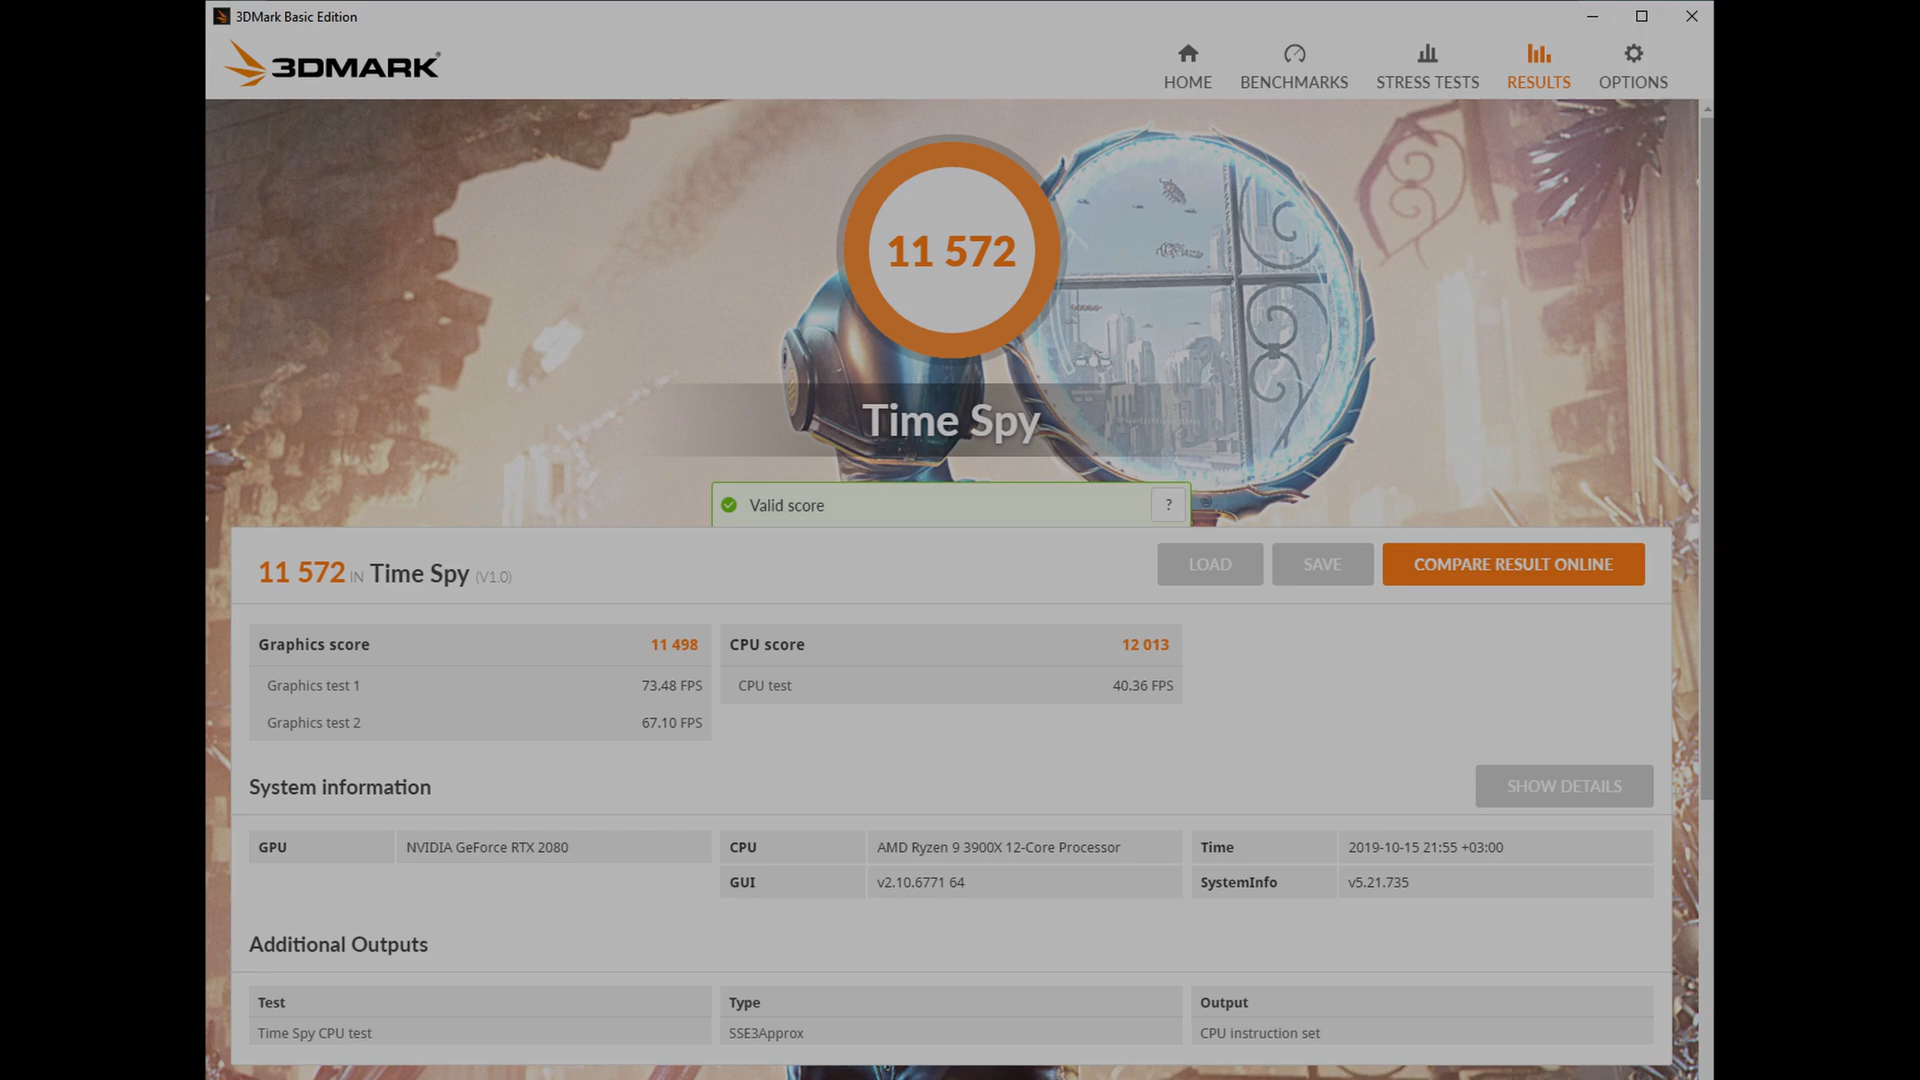 3DMark Basic Edition
3DMARK®
HOME
BENCHMARKS
STRESS TESTS
RESULTS
OPTIONS
11 572
Time Spy
Valid score
?
11 572 IN Time Spy (V1.0)
LOAD
SAVE
COMPARE RESULT ONLINE
Graphics score 11 498
Graphics test 1 73.48 FPS
Graphics test 2 67.10 FPS
CPU score 12 013
CPU test 40.36 FPS
System information
SHOW DETAILS
GPU NVIDIA GeForce RTX 2080
CPU AMD Ryzen 9 3900X 12-Core Processor
Time 2019-10-15 21:55 +03:00
GUI v2.10.6771 64
SystemInfo v5.21.735
Additional Outputs
Test Type Output
Time Spy CPU test SSE3Approx CPU instruction set